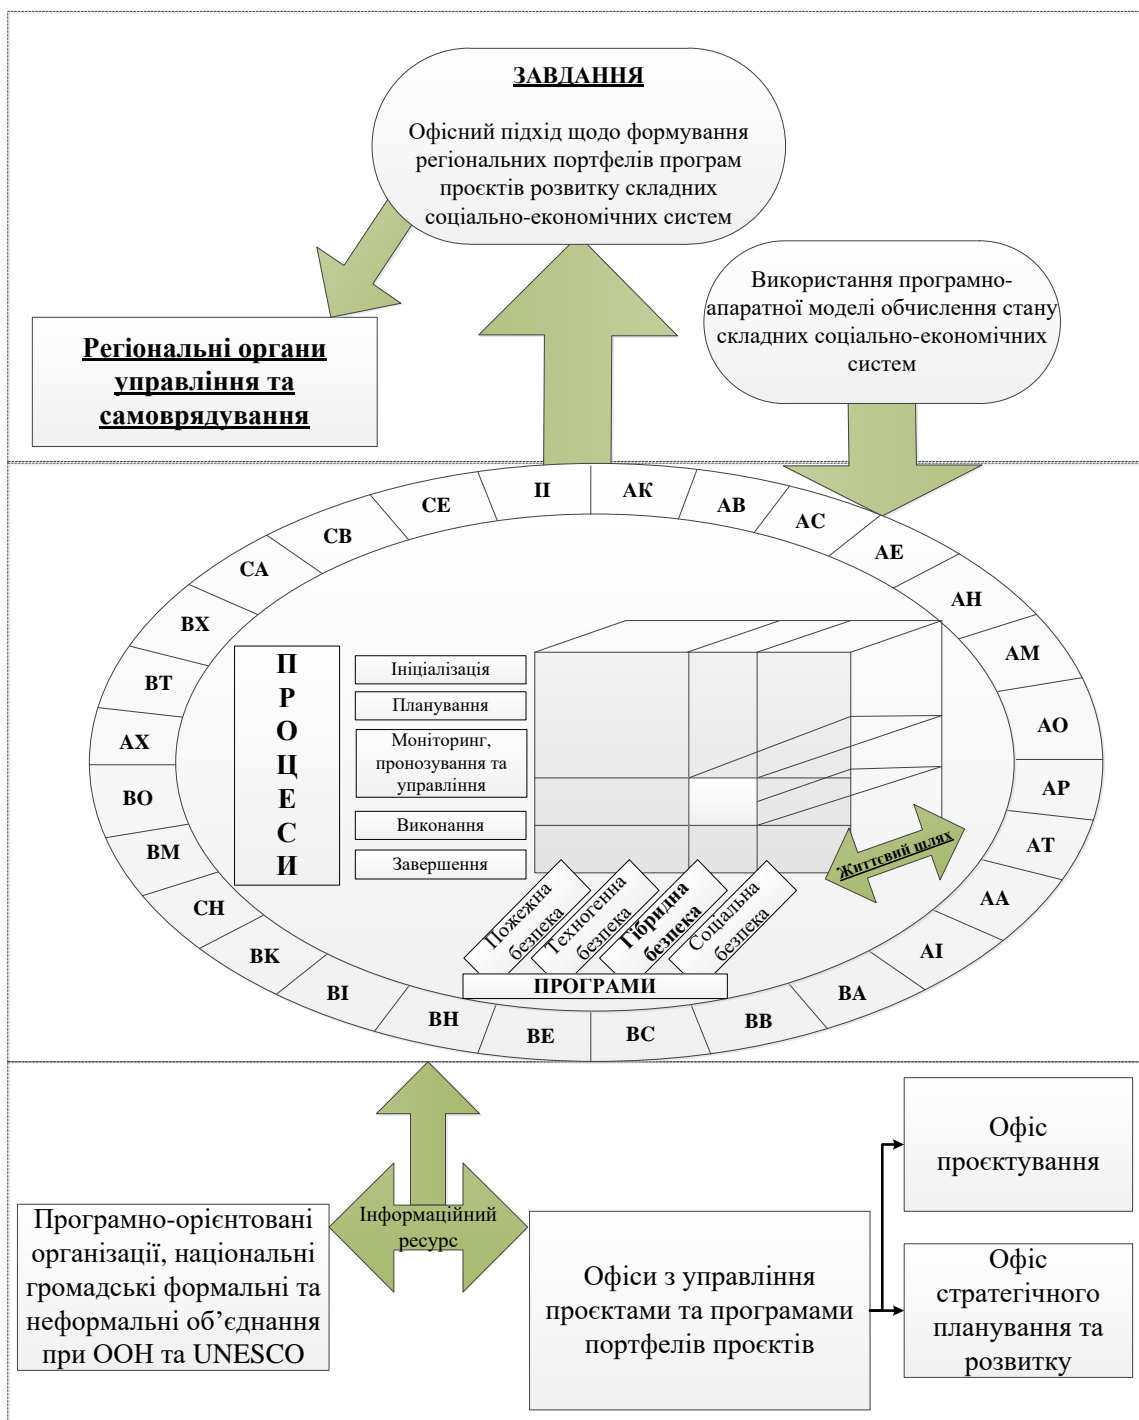 ЗАВДАННЯ
Офісний підхід щодо формування
регіональних портфелів програм
проєктів розвитку складних
соціально-економічних систем
Використання програмно-
апаратної моделі обчислення стану
складних соціально-економічних
систем
Регіональні органи
управління та
самоврядування
ІІ
АК
АВ
АС
АЕ
АН
АМ
АО
АР
АТ
АА
АІ
ВА
ВВ
ВС
ВЕ
ВН
ВІ
ВК
СН
ВМ
ВО
АХ
ВТ
ВХ
СА
СВ
СЕ
П
Р
О
Ц
Е
С
И
Ініціалізація
Планування
Моніторинг,
пронозування та
управління
Виконання
Завершення
Життєвий шлях
Пожежна
безпека
Техногенна
безпека
Гібридна
безпека
Соціальна
безпека
ПРОГРАМИ
Інформаційний
ресурс
Програмно-орієнтовані
організації, національні
громадські формальні та
неформальні об’єднання
при ООН та UNESCO
Офіси з управління
проєктами та програмами
портфелів проєктів
Офіс
проєктування
Офіс
стратегічного
планування та
розвитку